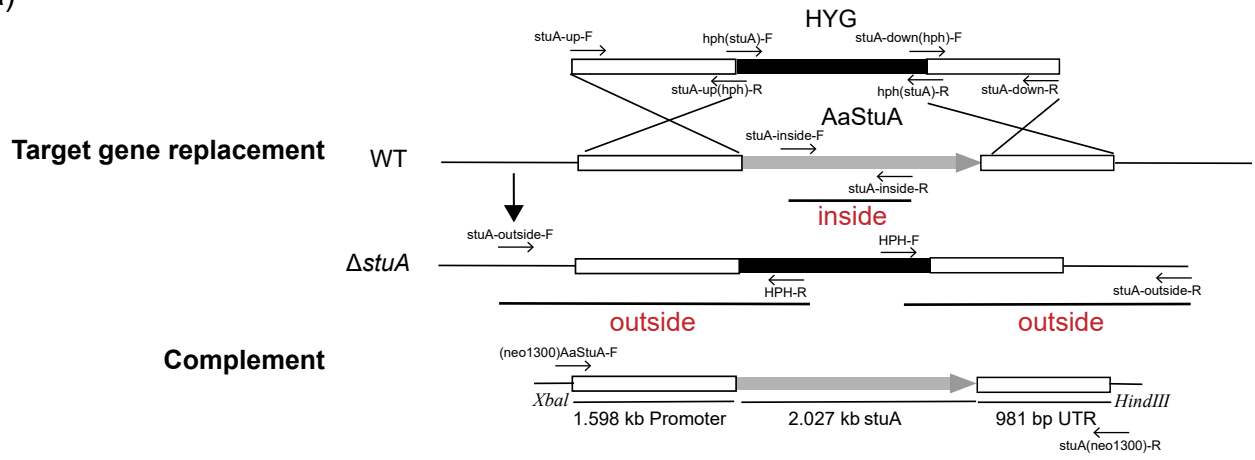 HYG
stuA-up-F
hph(stuA)-F
stuA-down(hph)-F
stuA-up(hph)-R
hph(stuA)-R
stuA-down-R
AaStuA
stuA-inside-F
Target gene replacement
WT
stuA-inside-R
inside
stuA-outside-F
HPH-F
ΔstuA
HPH-R
stuA-outside-R
outside
outside
Complement
(neo1300)AaStuA-F
XbaI
HindIII
1.598 kb Promoter
2.027 kb stuA
981 bp UTR
stuA(neo1300)-R